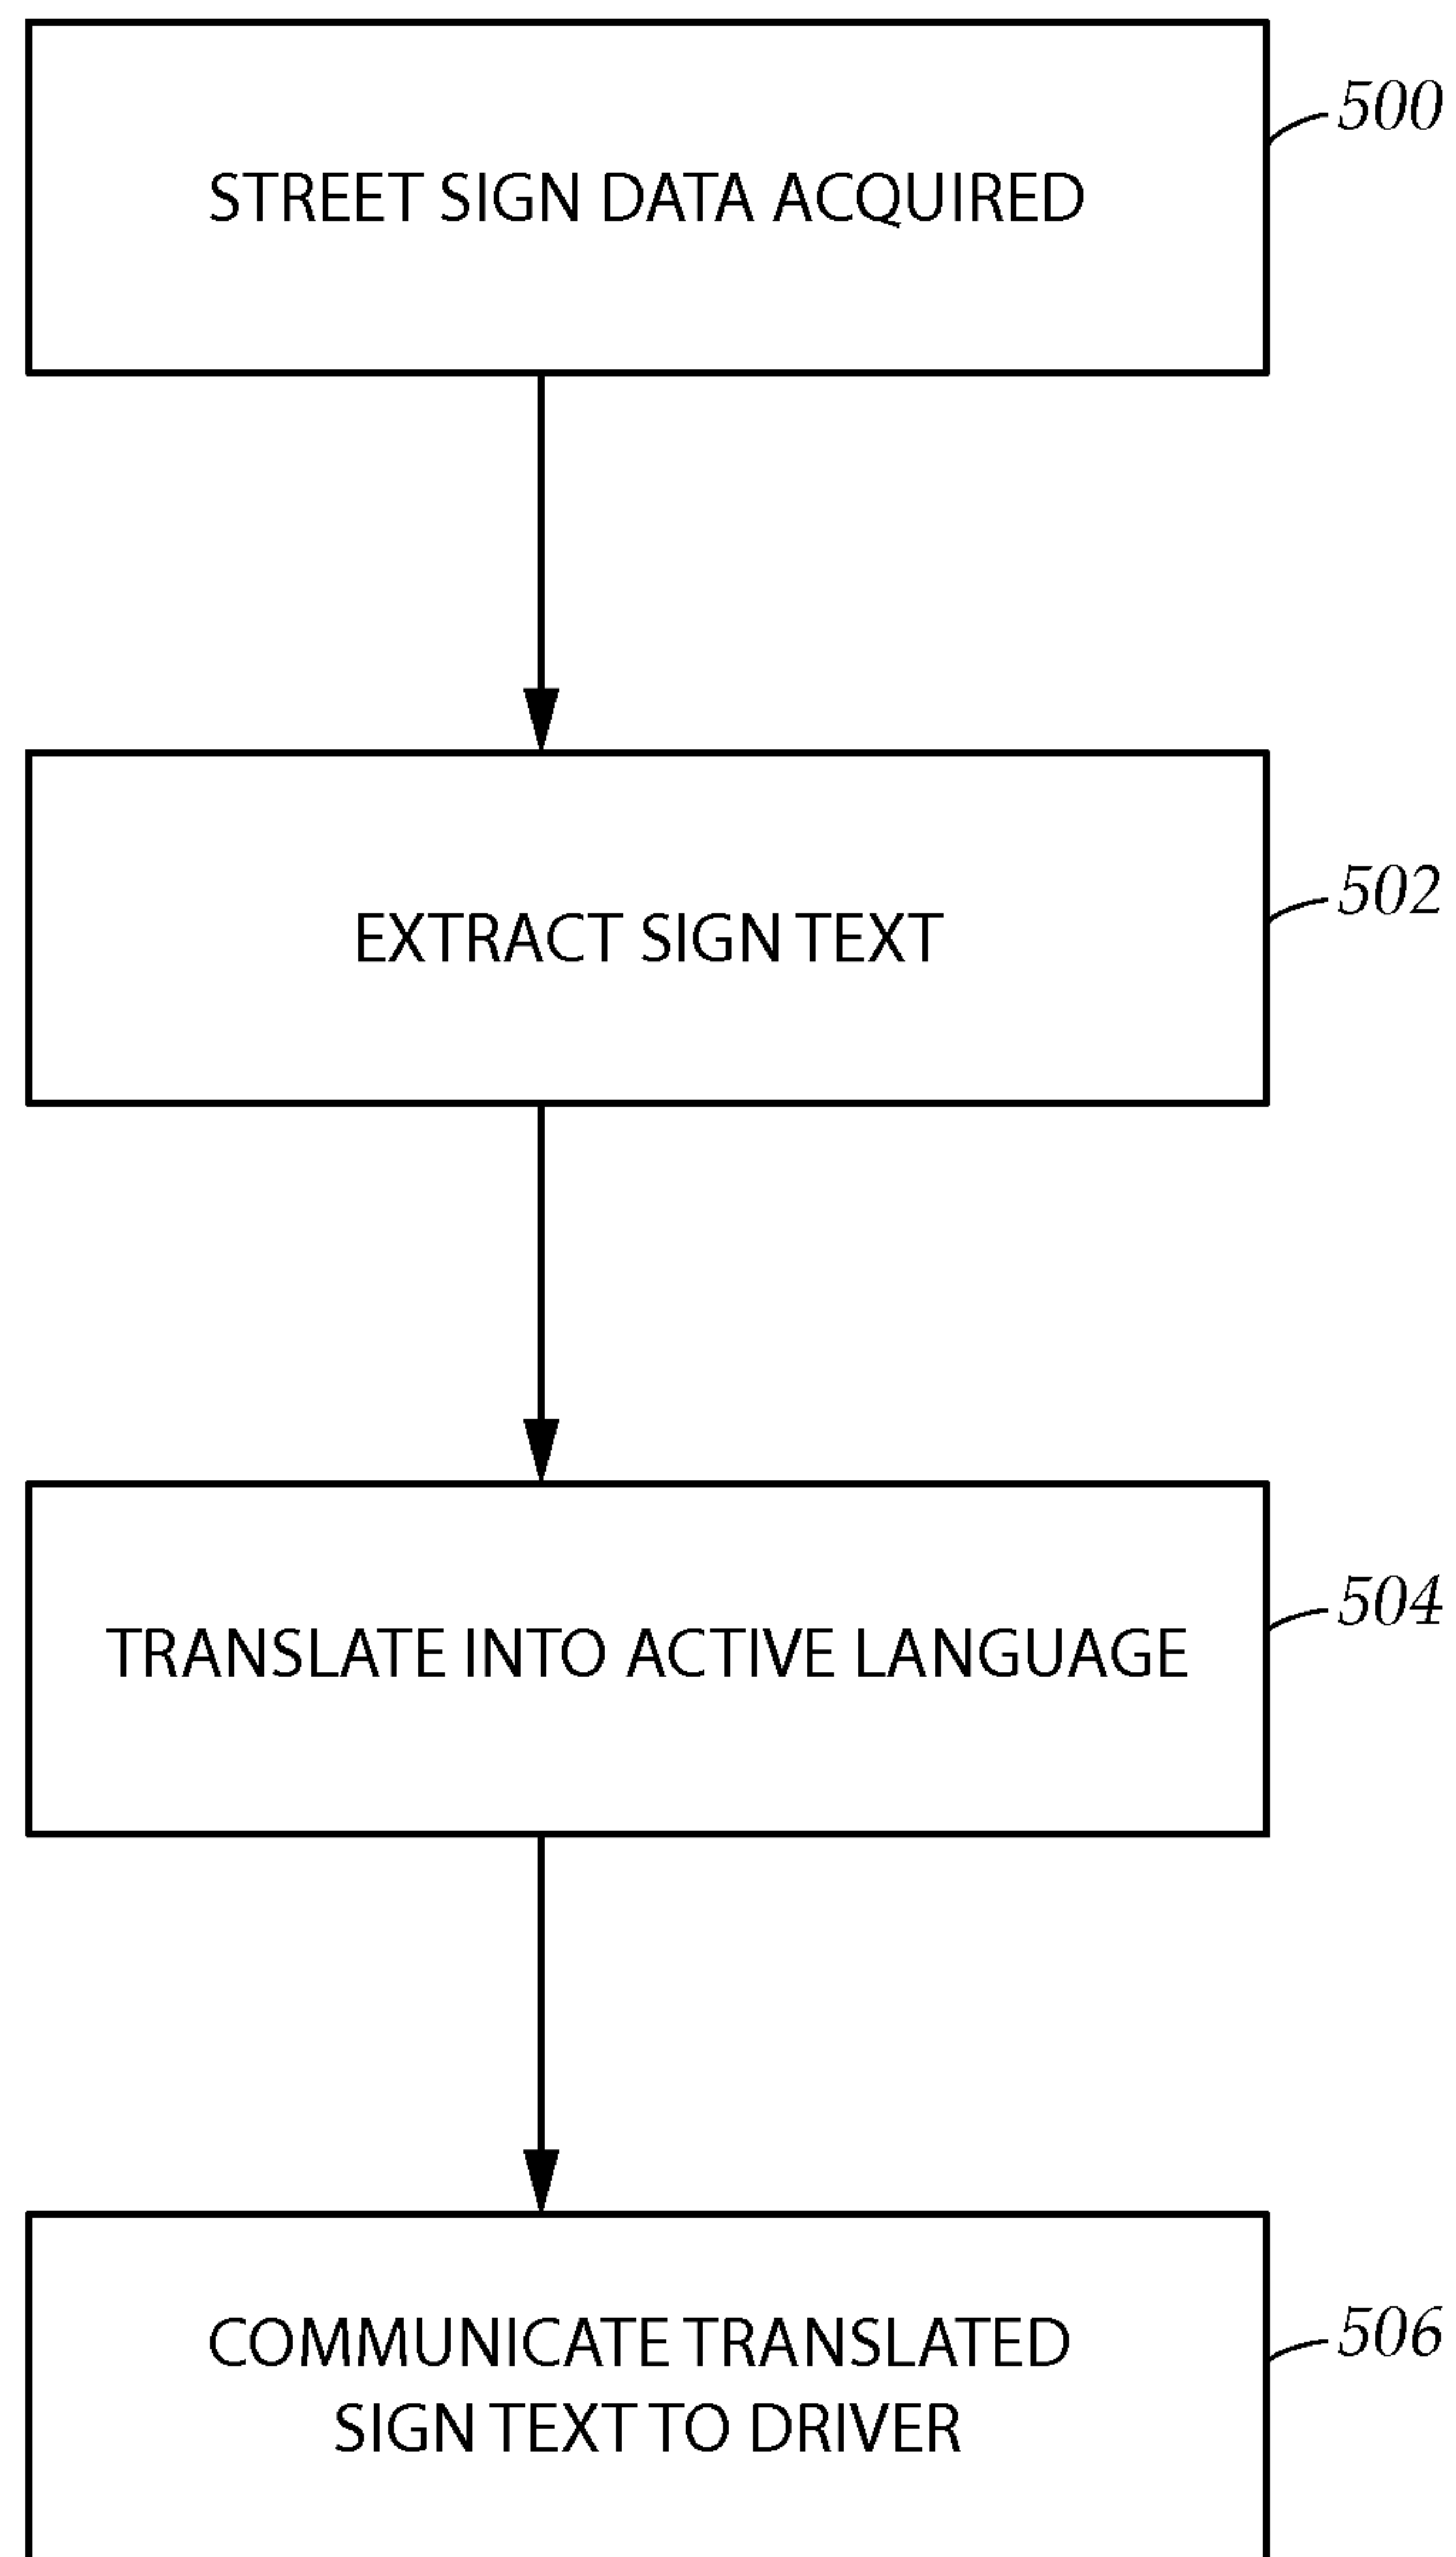 STREET SIGN DATA ACQUIRED
500
EXTRACT SIGN TEXT
502
TRANSLATE INTO ACTIVE LANGUAGE
504
COMMUNICATE TRANSLATED
SIGN TEXT TO DRIVER
506